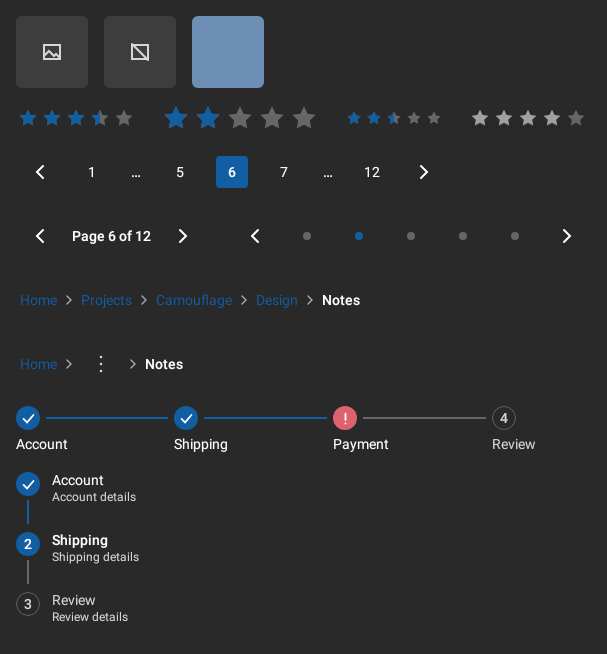 1 ... 5 6 7 ... 12
Page 6 of 12
Home Projects Camouflage Design Notes
Home Notes
Account Shipping Payment 4 Review
Account
Account details
2 Shipping
Shipping details
3 Review
Review details